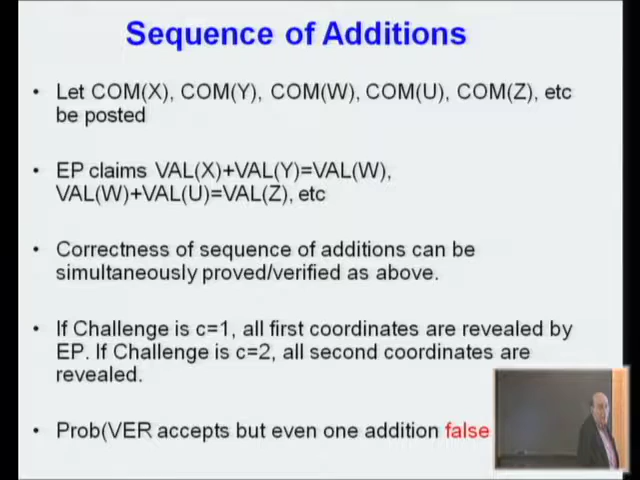 Sequence of Additions
• Let COM(X), COM(Y), COM(W), COM(U), COM(Z), etc
be posted
• EP claims VAL(X)+VAL(Y)=VAL(W),
VAL(W)+VAL(U)=VAL(Z), etc
• Correctness of sequence of additions can be
simultaneously proved/verified as above.
• If Challenge is c=1, all first coordinates are revealed by
EP. If Challenge is c=2, all second coordinates are
revealed.
• Prob(VER accepts but even one addition false